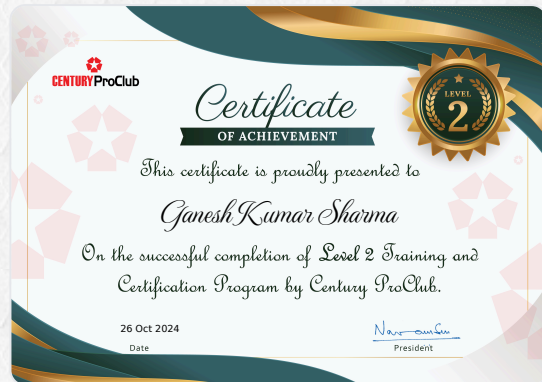 CENTURY ProClub
Certificate
OF ACHIEVEMENT
LEVEL
2
This certificate is proudly presented to
Ganesh Kumar Sharma
On the successful completion of Level 2 Training and
Certification Program by Century ProClub.
26 Oct 2024
Date
President